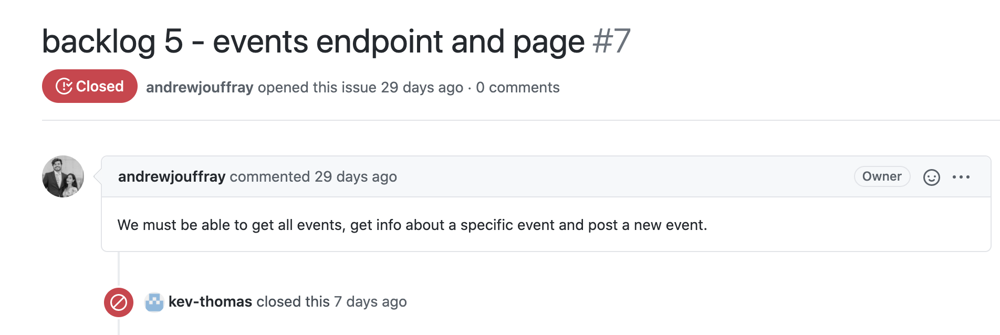 backlog 5 - events endpoint and page #7
Closed andrewjouffray opened this issue 29 days ago · 0 comments
andrewjouffray commented 29 days ago Owner
We must be able to get all events, get info about a specific event and post a new event.
kev-thomas closed this 7 days ago